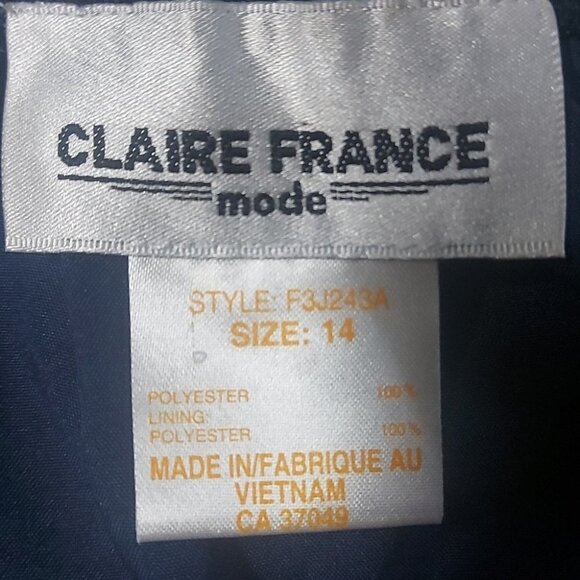 CLAIRE FRANCE
mode
STYLE: F3J243A
SIZE: 14
POLYESTER 100%
LINING:
POLYESTER 100%
MADE IN/FABRIQUE AU
VIETNAM
CA 37049